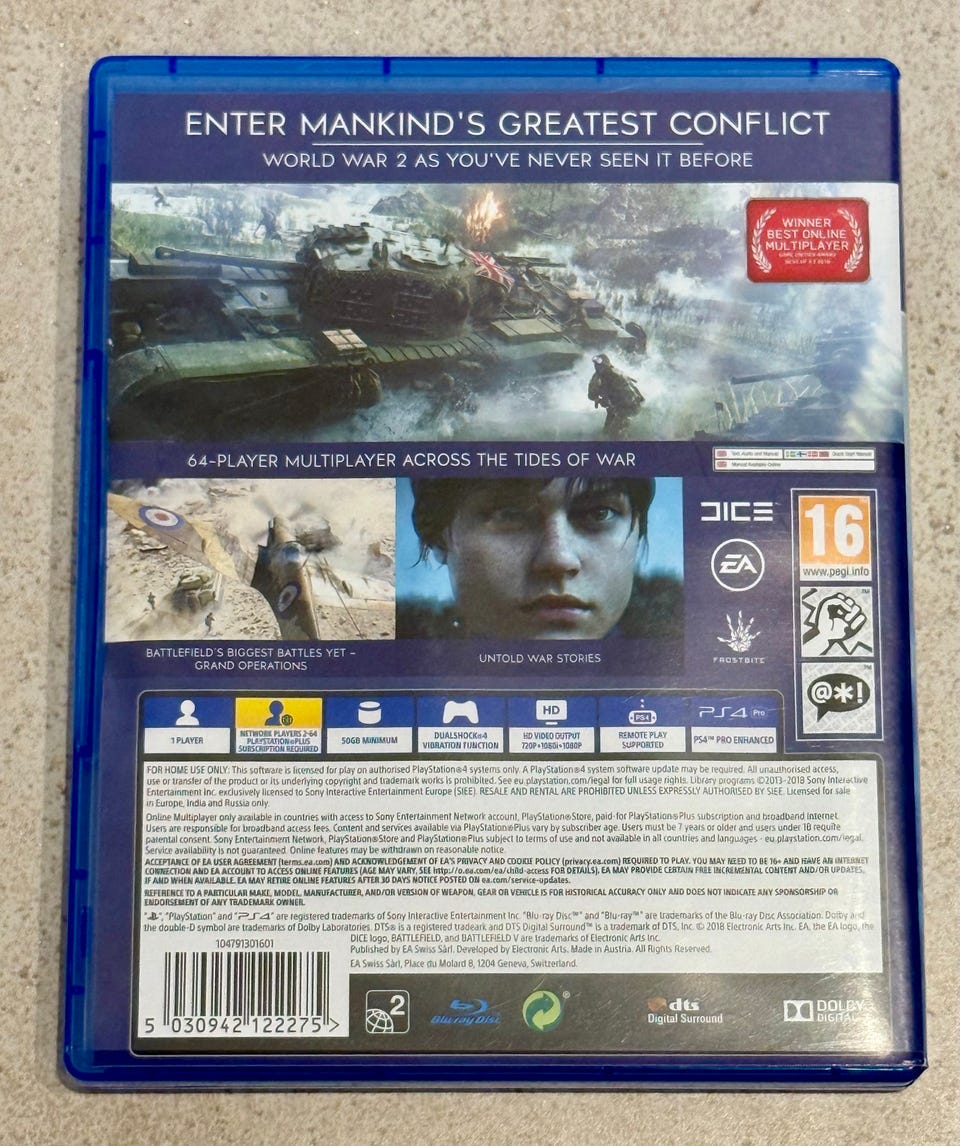 ENTER MANKIND'S GREATEST CONFLICT
WORLD WAR 2 AS YOU'VE NEVER SEEN IT BEFORE
WINNER
BEST ONLINE
MULTIPLAYER
64-PLAYER MULTIPLAYER ACROSS THE TIDES OF WAR
Text, Audio and Manual
Quick Start Manual
Manual Available Online
DICE
EA
FROSTBITE
16
www.pegi.info
@*!
BATTLEFIELD'S BIGGEST BATTLES YET –
GRAND OPERATIONS
UNTOLD WAR STORIES
1 PLAYER
NETWORK PLAYERS 2-64
PLAYSTATION®PLUS
SUBSCRIPTION REQUIRED
50GB MINIMUM
DUALSHOCK®4
VIBRATION FUNCTION
HD
HD VIDEO OUTPUT
720P•1080i•1080P
PS4
REMOTE PLAY
SUPPORTED
PS4 Pro
PS4™ PRO ENHANCED
FOR HOME USE ONLY: This software is licensed for play on authorised PlayStation®4 systems only. A PlayStation®4 system software update may be required. All unauthorised access,
use or transfer of the product or its underlying copyright and trademark works is prohibited. See eu.playstation.com/legal for full usage rights. Library programs ©2013-2018 Sony Interactive
Entertainment Inc. exclusively licensed to Sony Interactive Entertainment Europe (SIEE). RESALE AND RENTAL ARE PROHIBITED UNLESS EXPRESSLY AUTHORISED BY SIEE. Licensed for sale
in Europe, India and Russia only.
Online Multiplayer only available in countries with access to Sony Entertainment Network account, PlayStation®Store, PlayStation®Plus subscription, paid-for PlayStation®Plus subscription and broadband internet.
Users are responsible for broadband access fees. Content and services available via PlayStation®Plus vary by subscriber age. Users must be 7 years or older and users under 18 require
parental consent. Sony Entertainment Network, PlayStation®Store and PlayStation®Plus subject to terms of use and not available in all countries and languages - eu.playstation.com/legal.
Service availability is not guaranteed. Online features may be withdrawn on reasonable notice.
ACCEPTANCE OF EA USER AGREEMENT (terms.ea.com) AND ACKNOWLEDGEMENT OF EA'S PRIVACY AND COOKIE POLICY (privacy.ea.com) REQUIRED TO PLAY. YOU MAY NEED TO BE 16+ AND HAVE AN INTERNET
CONNECTION AND EA ACCOUNT TO ACCESS ONLINE FEATURES (AGE MAY VARY, SEE http://o.ea.com/ea/child-access FOR DETAILS). EA MAY PROVIDE CERTAIN FREE INCREMENTAL CONTENT AND/OR UPDATES,
IF AND WHEN AVAILABLE. EA MAY RETIRE ONLINE FEATURES AFTER 30 DAYS NOTICE POSTED ON ea.com/service-updates.
REFERENCE TO A PARTICULAR MAKE, MODEL, MANUFACTURER, AND/OR VERSION OF WEAPON, GEAR OR VEHICLE IS FOR HISTORICAL ACCURACY ONLY AND DOES NOT INDICATE ANY SPONSORSHIP OR
ENDORSEMENT OF ANY TRADEMARK OWNER.
"PlayStation" and "PS4" are registered trademarks of Sony Interactive Entertainment Inc. "Blu-ray Disc™" and "Blu-ray™" are trademarks of the Blu-ray Disc Association. Dolby and
the double-D symbol are trademarks of Dolby Laboratories. DTS® is a registered trademark and DTS Digital Surround™ is a trademark of DTS, Inc. © 2018 Electronic Arts Inc. EA, the EA logo, the
DICE logo, BATTLEFIELD, and BATTLEFIELD V are trademarks of Electronic Arts Inc.
Published by EA Swiss Sàrl. Developed by Electronic Arts. Made in Austria. All Rights Reserved.
EA Swiss Sàrl, Place du Molard 8, 1204 Geneva, Switzerland.
104791301601
5 030942 122275 >
2
Blu-ray Disc
dts
Digital Surround
DOLBY
DIGITAL